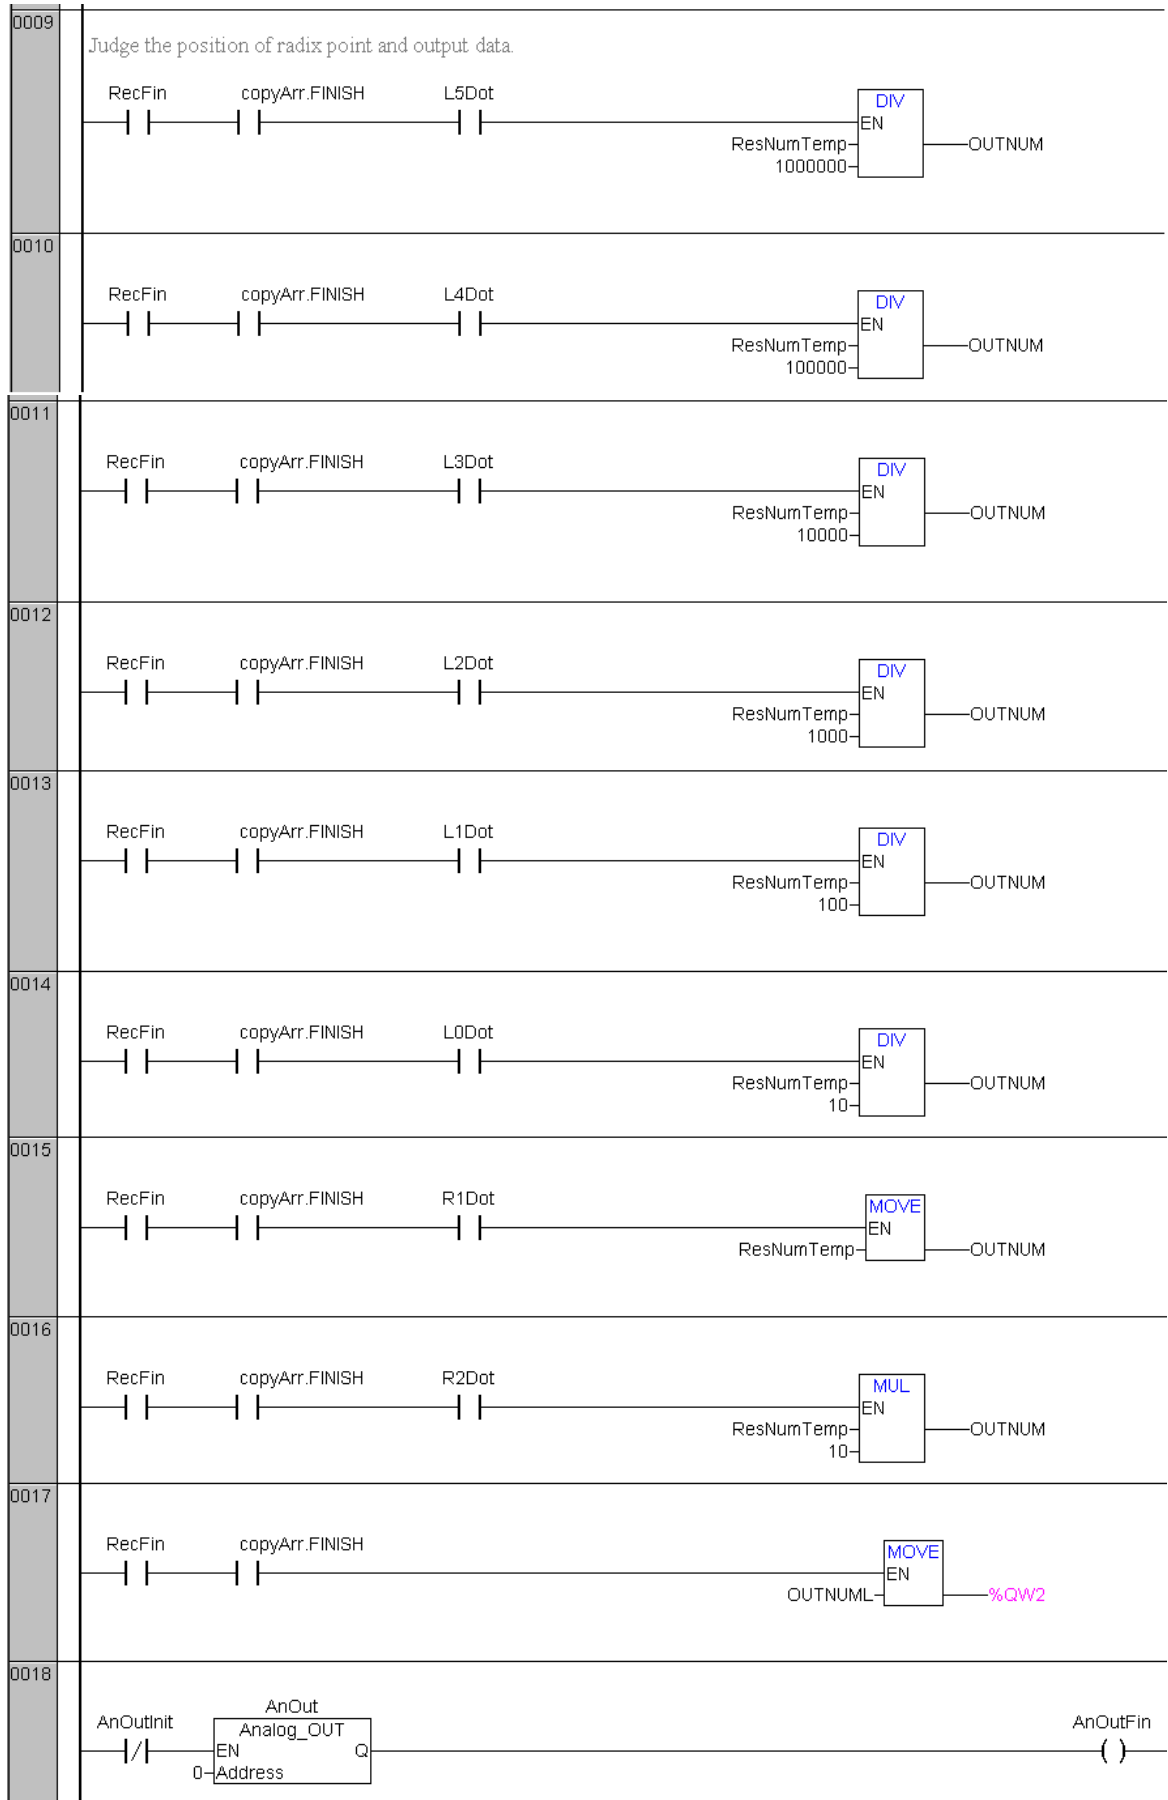 0009
Judge the position of radix point and output data.
RecFin copyArr.FINISH L5Dot
DIV
EN
ResNumTemp OUTNUM
1000000
0010
RecFin copyArr.FINISH L4Dot
DIV
EN
ResNumTemp OUTNUM
100000
0011
RecFin copyArr.FINISH L3Dot
DIV
EN
ResNumTemp OUTNUM
10000
0012
RecFin copyArr.FINISH L2Dot
DIV
EN
ResNumTemp OUTNUM
1000
0013
RecFin copyArr.FINISH L1Dot
DIV
EN
ResNumTemp OUTNUM
100
0014
RecFin copyArr.FINISH L0Dot
DIV
EN
ResNumTemp OUTNUM
10
0015
RecFin copyArr.FINISH R1Dot
MOVE
EN
ResNumTemp OUTNUM
0016
RecFin copyArr.FINISH R2Dot
MUL
EN
ResNumTemp OUTNUM
10
0017
RecFin copyArr.FINISH
MOVE
EN
OUTNUML %QW2
0018
AnOut
AnOutInit Analog_OUT AnOutFin
EN Q
0 Address